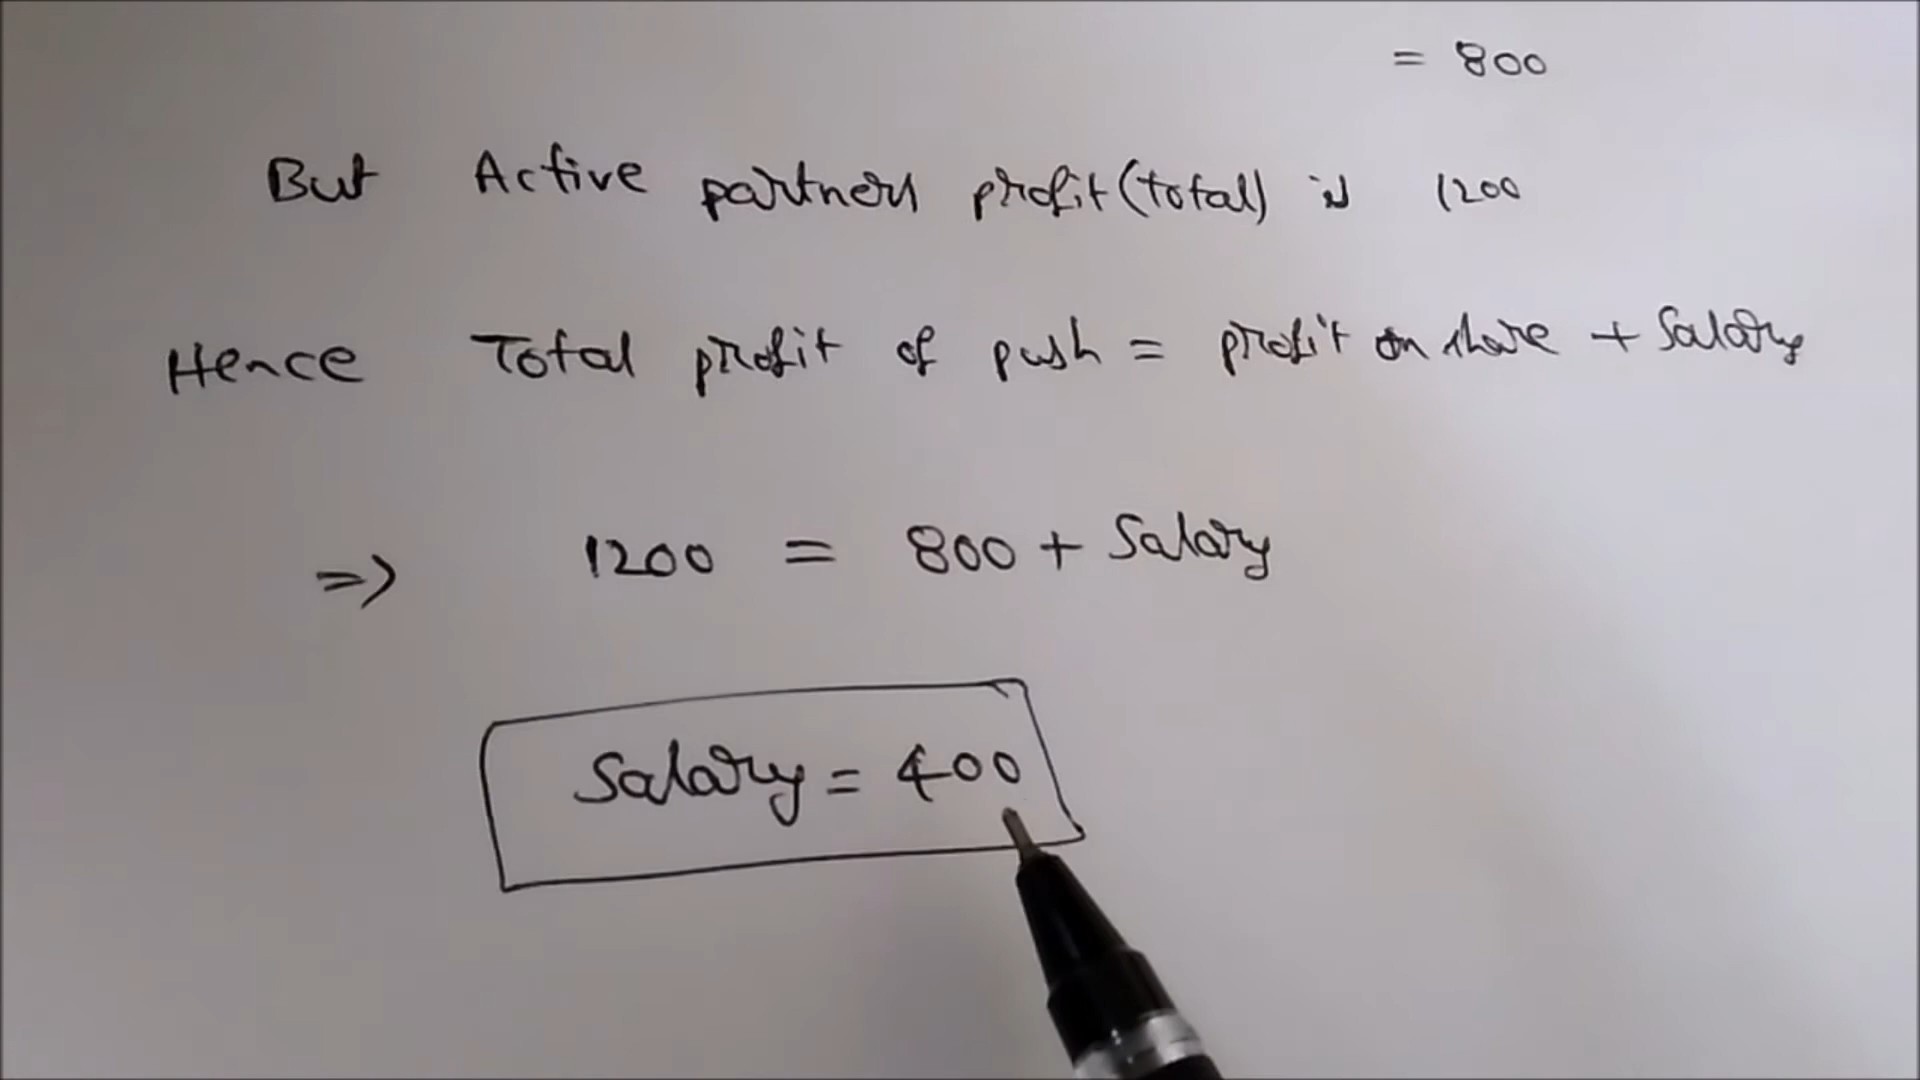 = 800
But Active partners profit (total) is 1200
Hence Total profit of push = profit on share + Salary
=> 1200 = 800 + Salary
Salary = 400